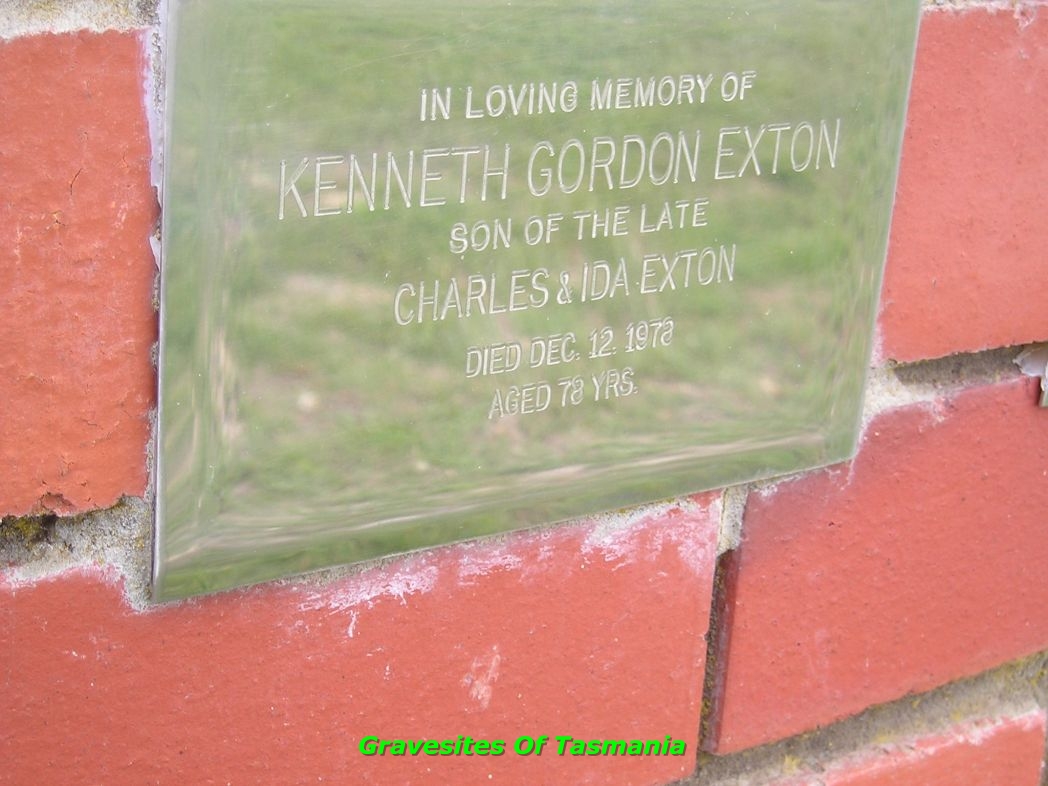 IN LOVING MEMORY OF
KENNETH GORDON EXTON
SON OF THE LATE
CHARLES & IDA EXTON
DIED DEC. 12. 1978
AGED 78 YRS.
Gravesites Of Tasmania